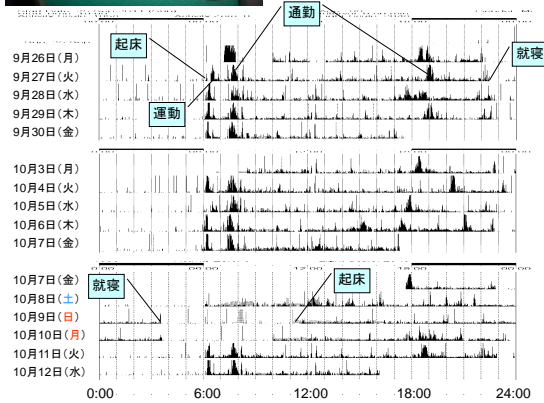 通勤
起床
就寝
運動
9月26日(月)
9月27日(火)
9月28日(水)
9月29日(木)
9月30日(金)
10月3日(月)
10月4日(火)
10月5日(水)
10月6日(木)
10月7日(金)
10月7日(金)
10月8日(土)
10月9日(日)
10月10日(月)
10月11日(火)
10月12日(水)
就寝
起床
0:00 6:00 12:00 18:00 24:00